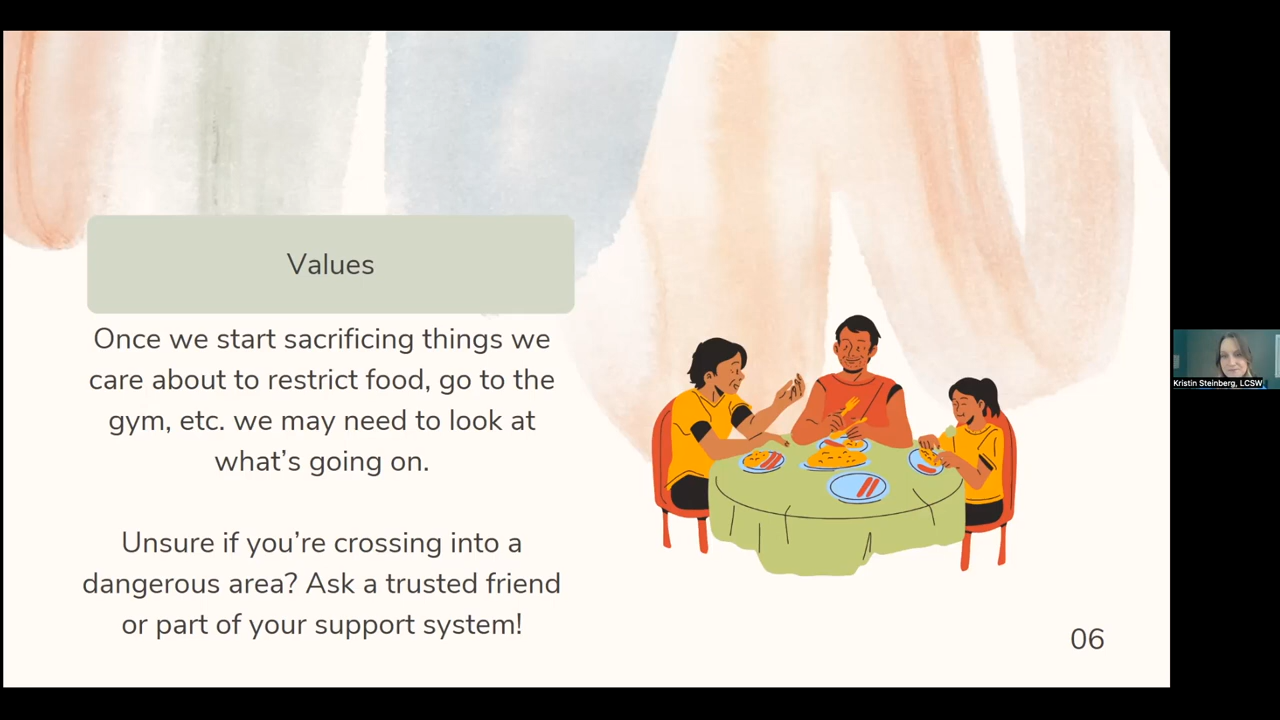 Values
Once we start sacrificing things we
care about to restrict food, go to the
gym, etc. we may need to look at
what’s going on.
Unsure if you’re crossing into a
dangerous area? Ask a trusted friend
or part of your support system!
06
Kristin Steinberg, LCSW